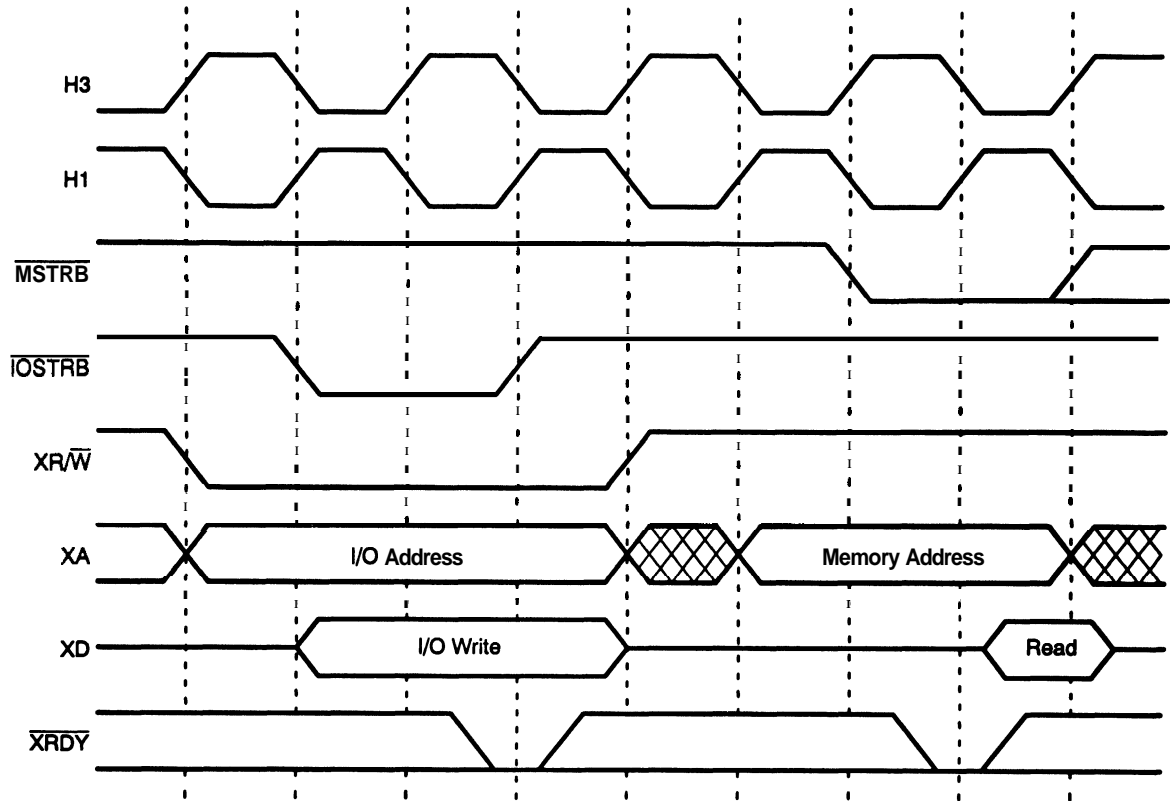 H3
H1
MSTRB
IOSTRB
XR/W
XA
I/O Address
Memory Address
XD
I/O Write
Read
XRDY